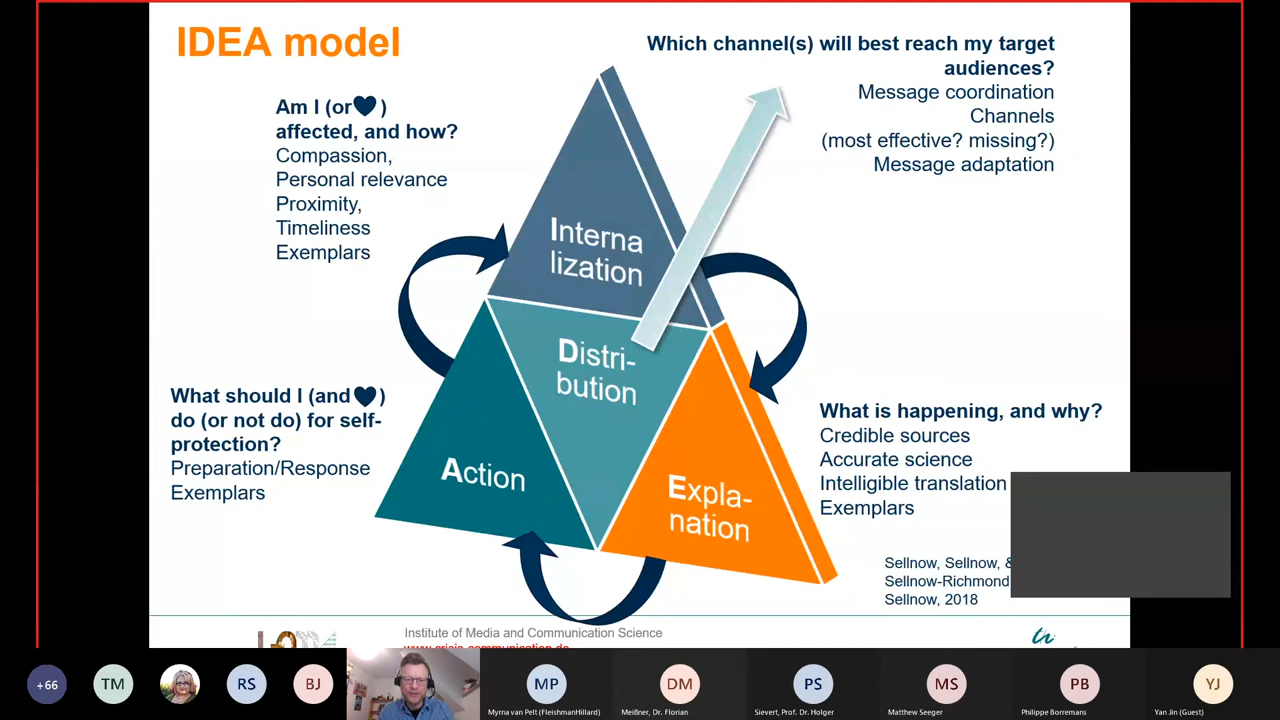 IDEA model
Which channel(s) will best reach my target
audiences?
Message coordination
Channels
(most effective? missing?)
Message adaptation
Am I (or )
affected, and how?
Compassion,
Personal relevance
Proximity,
Timeliness
Exemplars
Interna
lization
Distri-
bution
What should I (and )
do (or not do) for self-
protection?
Preparation/Response
Exemplars
Action
Expla-
nation
What is happening, and why?
Credible sources
Accurate science
Intelligible translation
Exemplars
Sellnow, Sellnow, &
Sellnow-Richmond
Sellnow, 2018
Institute of Media and Communication Science
www.crisis-communication.de
+66
TM
RS
BJ
MP
DM
PS
MS
PB
YJ
Myrna van Pelt (FleishmanHillard)
Meißner, Dr. Florian
Sievert, Prof. Dr. Holger
Matthew Seeger
Philippe Borremans
Yan Jin (Guest)